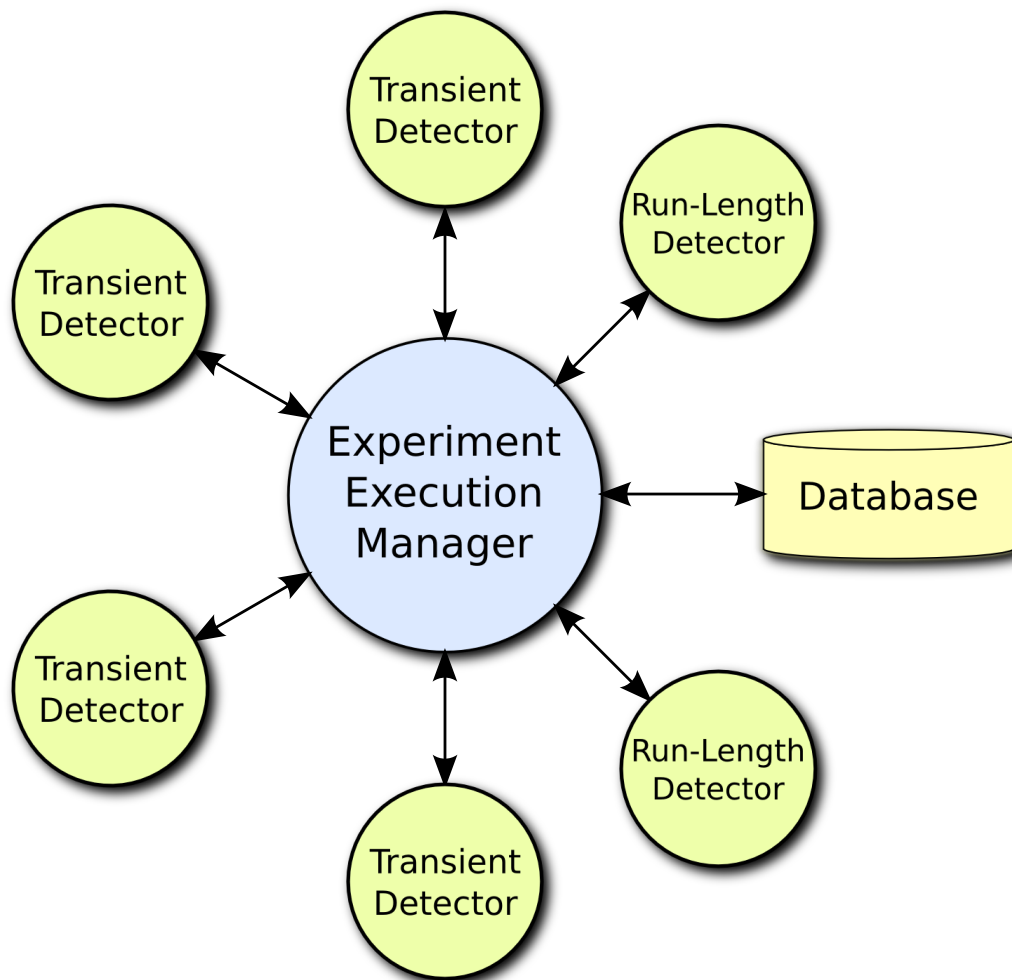 Transient
Detector
Run-Length
Detector
Transient
Detector
Experiment
Execution
Manager
Database
Transient
Detector
Run-Length
Detector
Transient
Detector